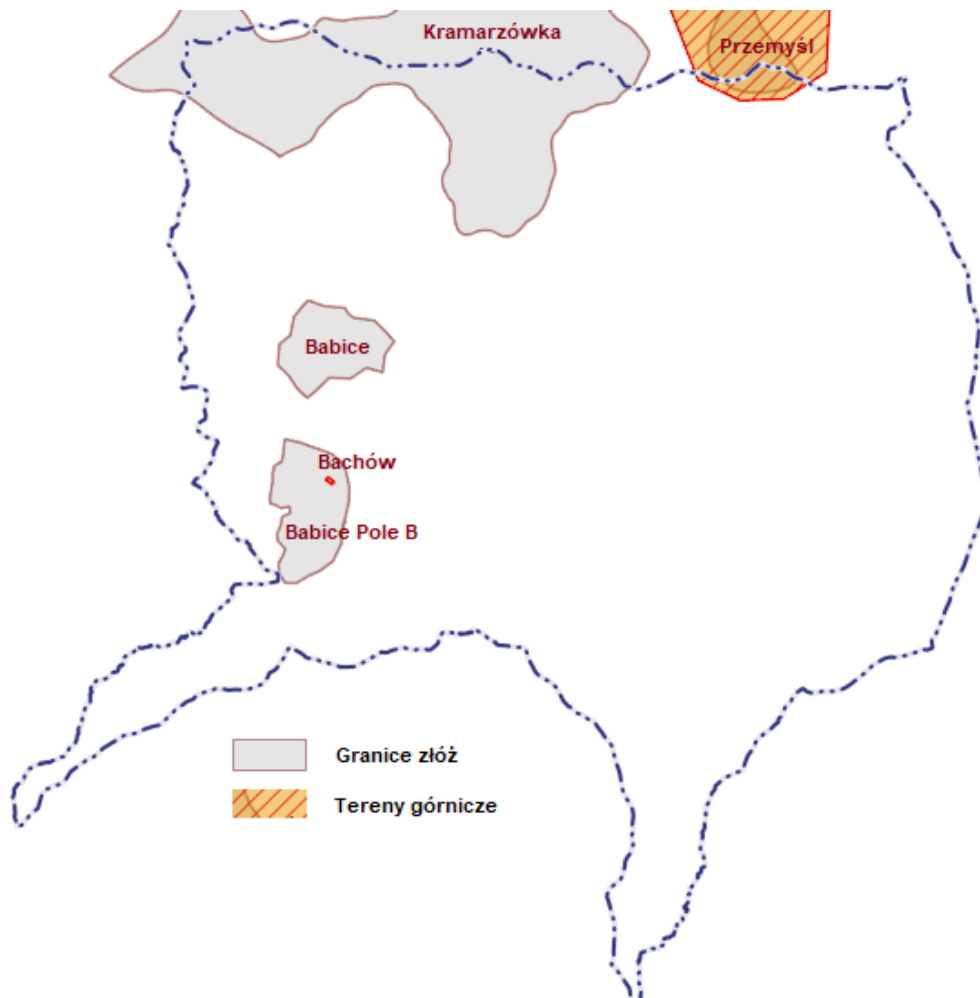 Kramarzówka
Przemyśl
Babice
Bachów
Babice Pole B
Granice złóż
Tereny górnicze